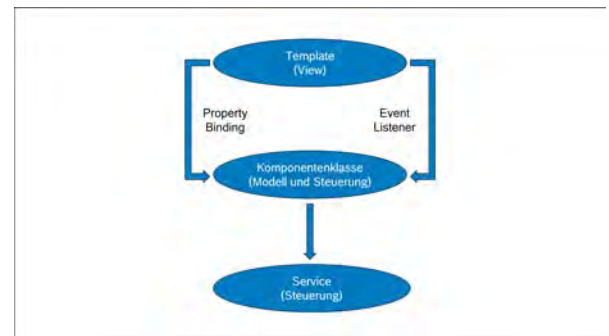 Template
(View)
Property
Binding
Event
Listener
Komponentenklasse
(Modell und Steuerung)
Service
(Steuerung)